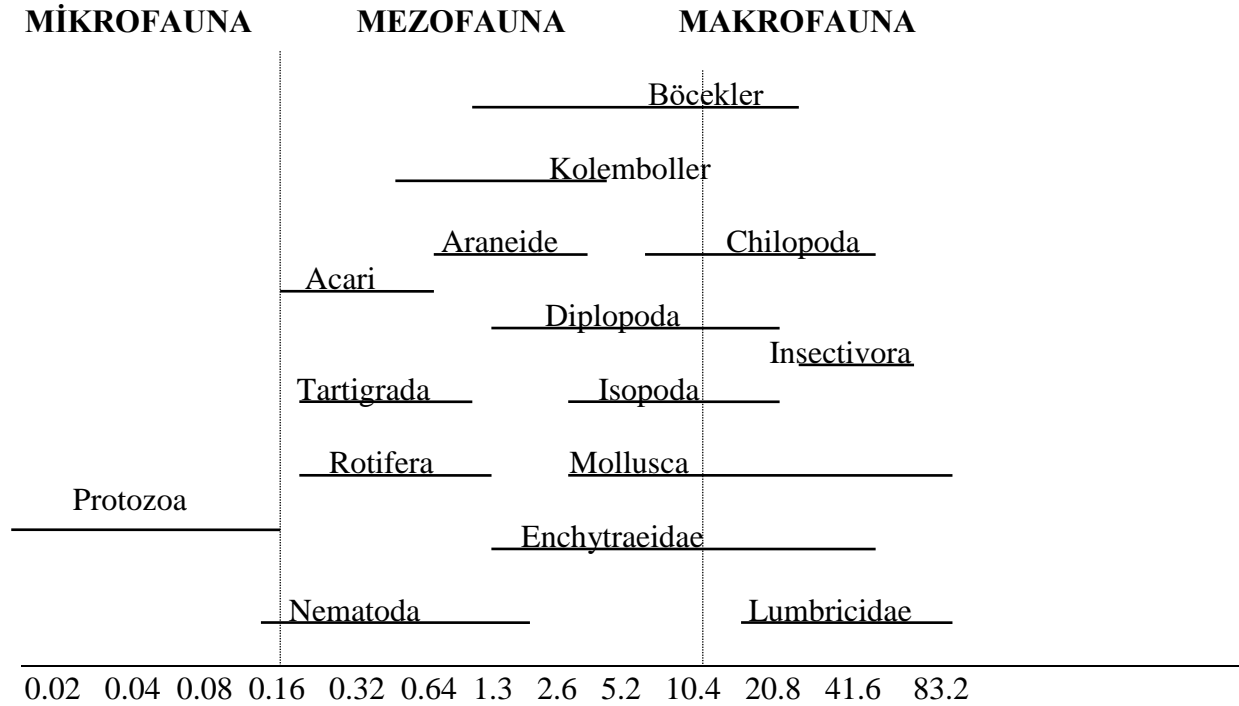 MİKROFAUNA MEZOFAUNA MAKROFAUNA
Böcekler
Kolemboller
Araneide Chilopoda
Acari
Diplopoda
Insectivora
Tartigrada Isopoda
Rotifera Mollusca
Protozoa
Enchytraeidae
Nematoda Lumbricidae
0.02 0.04 0.08 0.16 0.32 0.64 1.3 2.6 5.2 10.4 20.8 41.6 83.2